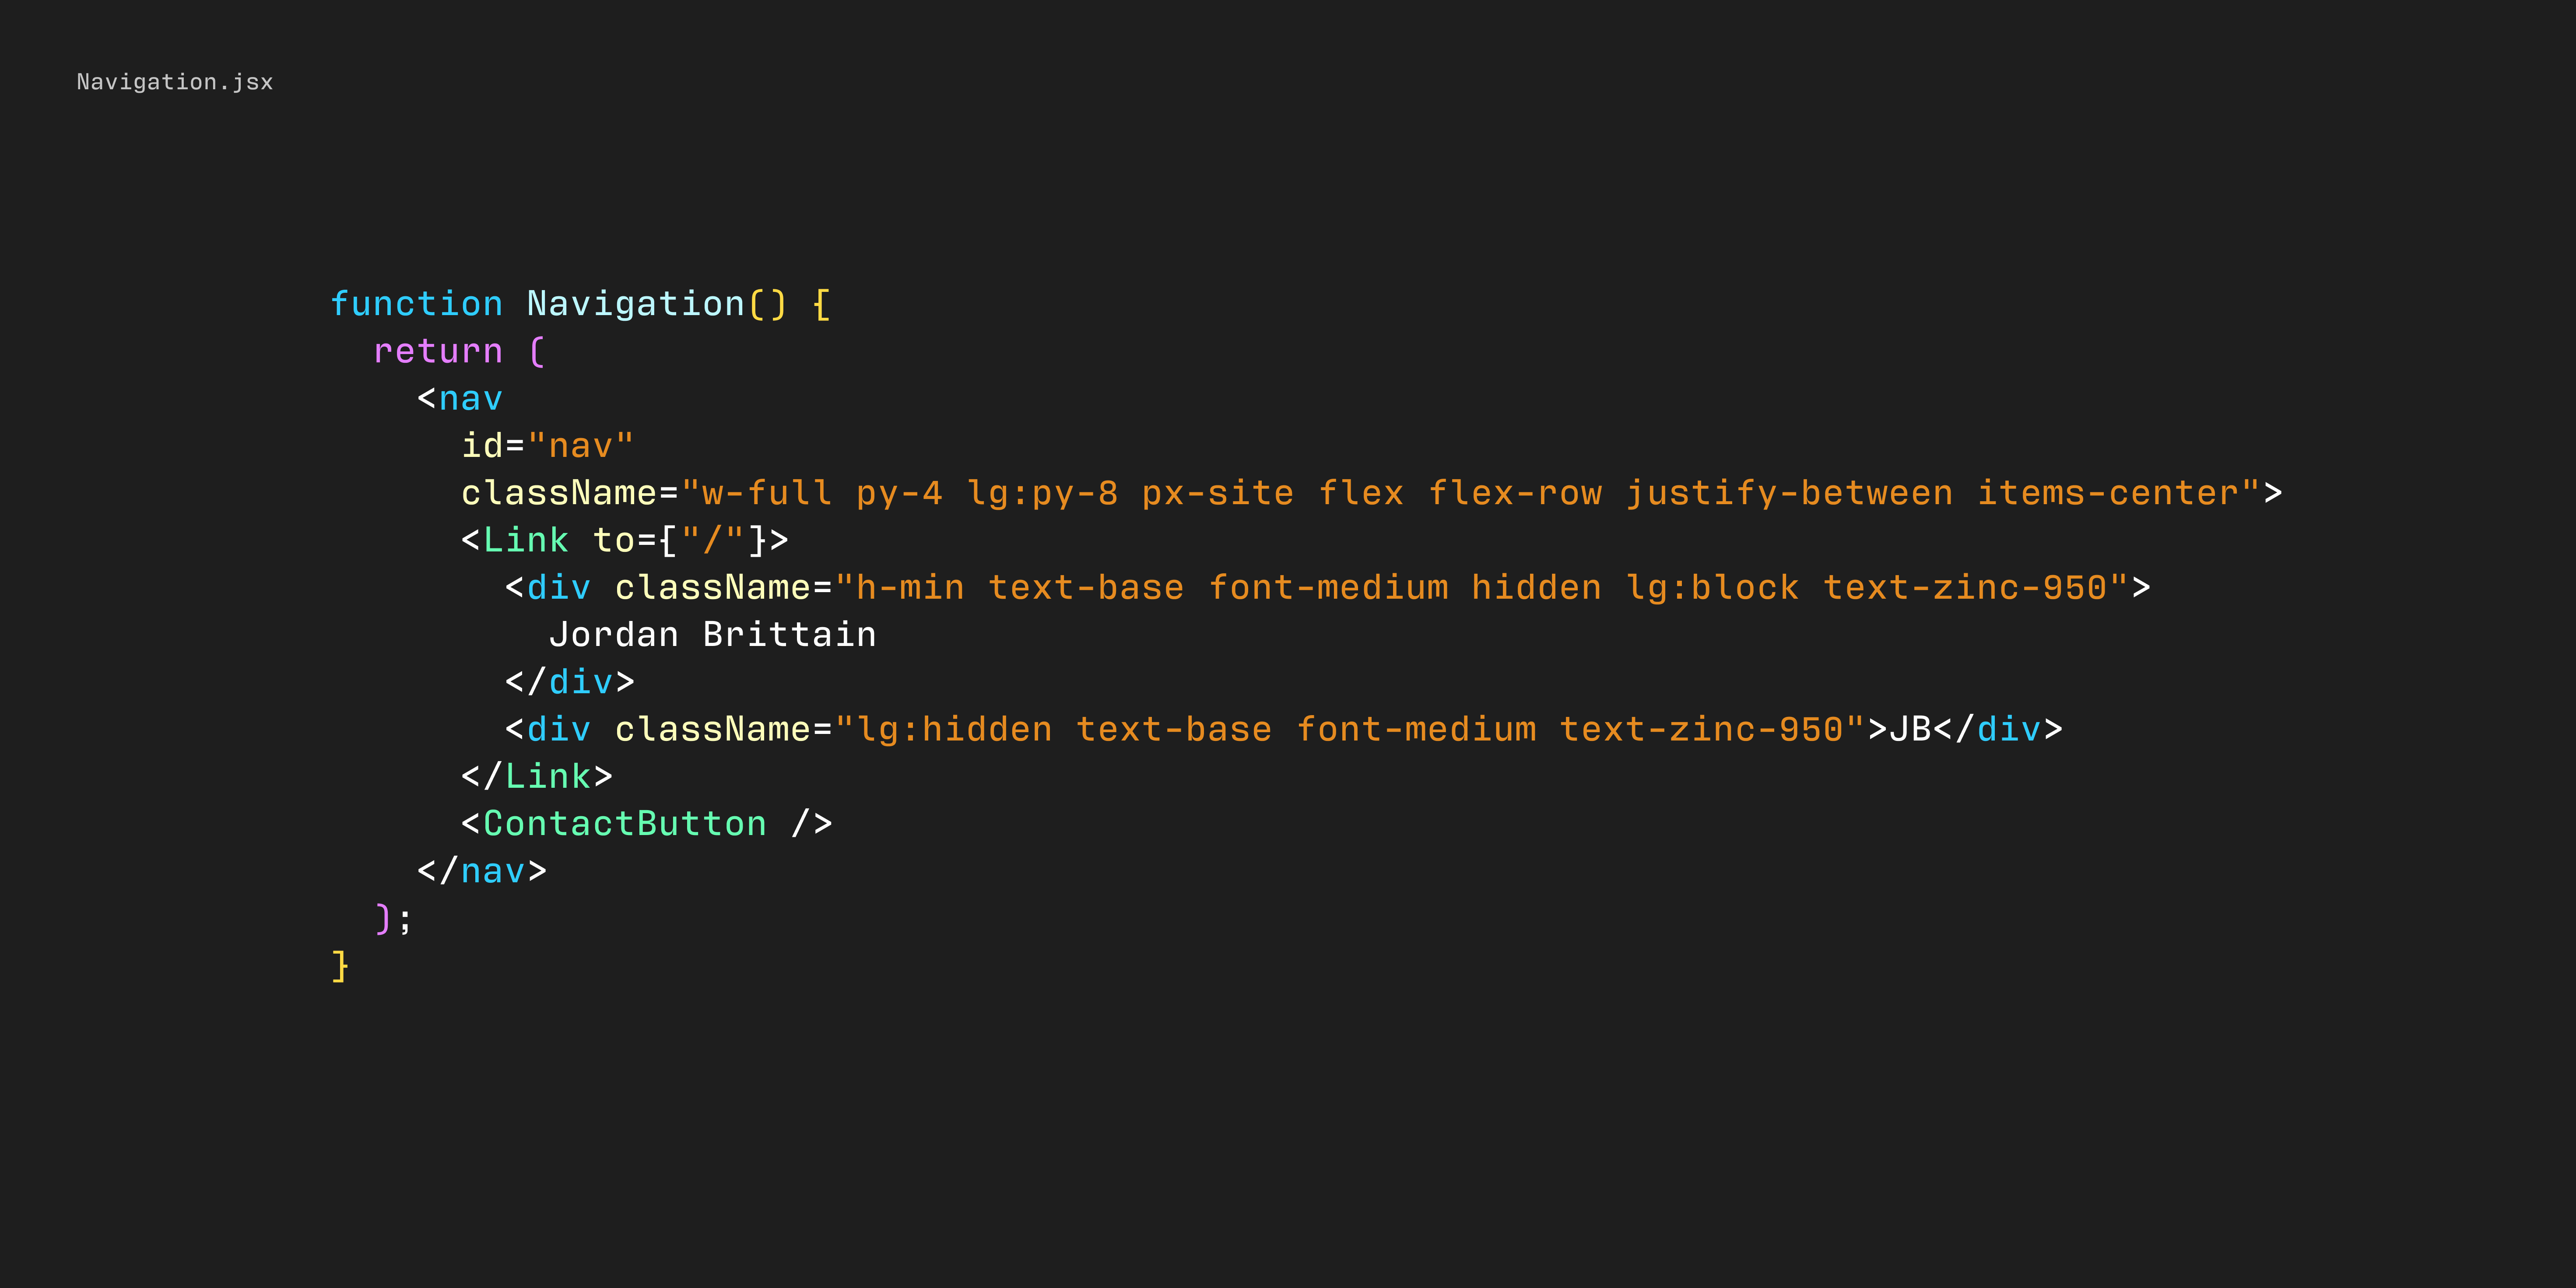 Navigation.jsx
function Navigation() {
  return (
    <nav
      id="nav"
      className="w-full py-4 lg:py-8 px-site flex flex-row justify-between items-center">
      <Link to={"/"}>
        <div className="h-min text-base font-medium hidden lg:block text-zinc-950">
          Jordan Brittain
        </div>
        <div className="lg:hidden text-base font-medium text-zinc-950">JB</div>
      </Link>
      <ContactButton />
    </nav>
  );
}